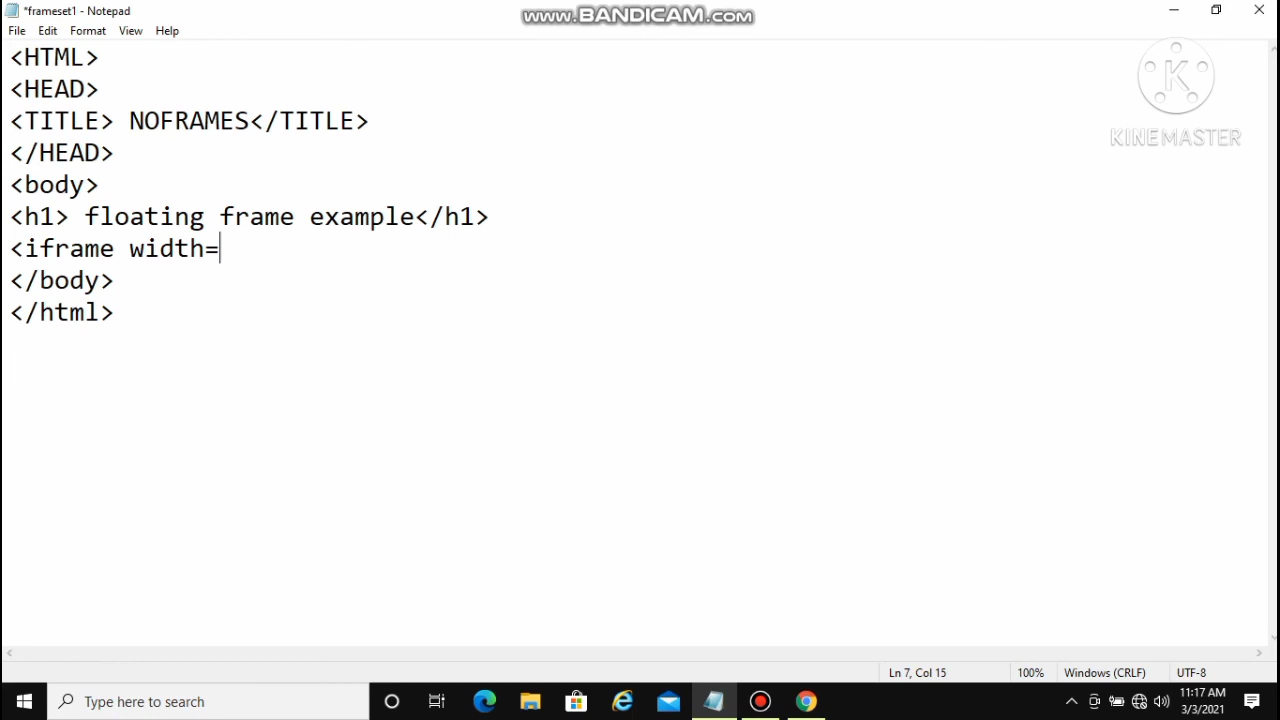 *frameset1 - Notepad
www.BANDICAM.com
File Edit Format View Help
<HTML>
<HEAD>
<TITLE> NOFRAMES</TITLE>
</HEAD>
<body>
<h1> floating frame example</h1>
<iframe width=
</body>
</html>
K
KINEMASTER
Ln 7, Col 15 100% Windows (CRLF) UTF-8
Type here to search
11:17 AM
3/3/2021